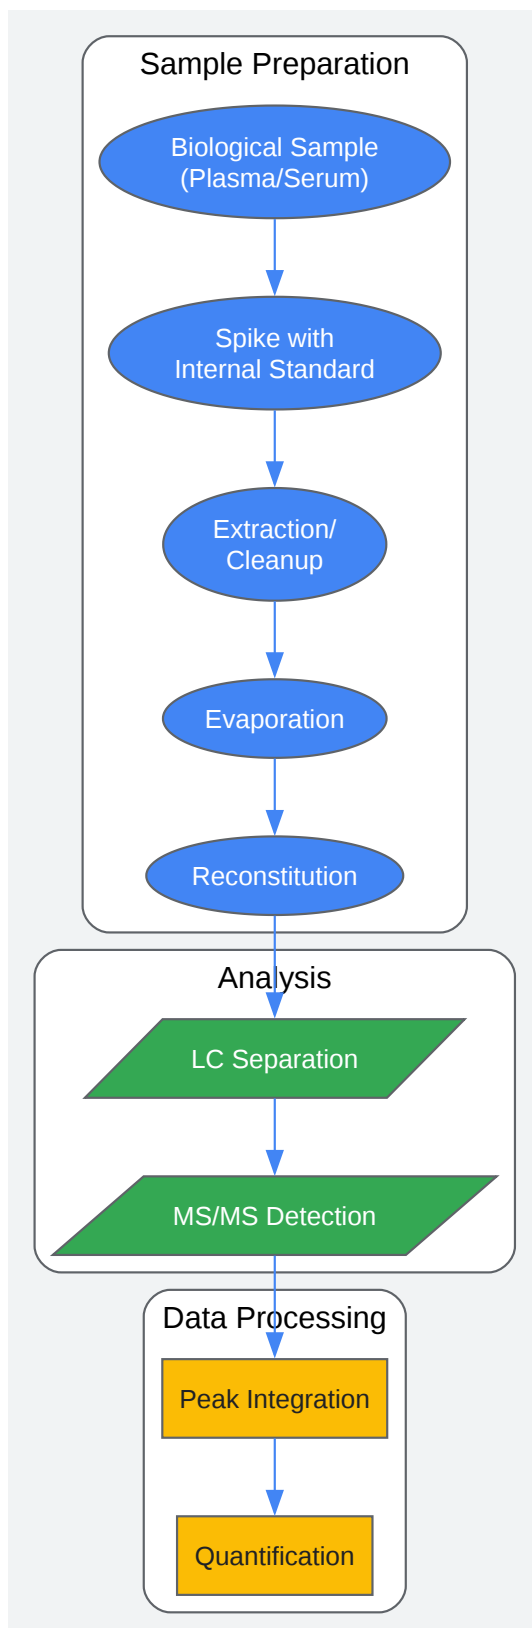 Sample Preparation
Biological Sample
(Plasma/Serum)
Spike with
Internal Standard
Extraction/
Cleanup
Evaporation
Reconstitution
Analysis
LC Separation
MS/MS Detection
Data Processing
Peak Integration
Quantification